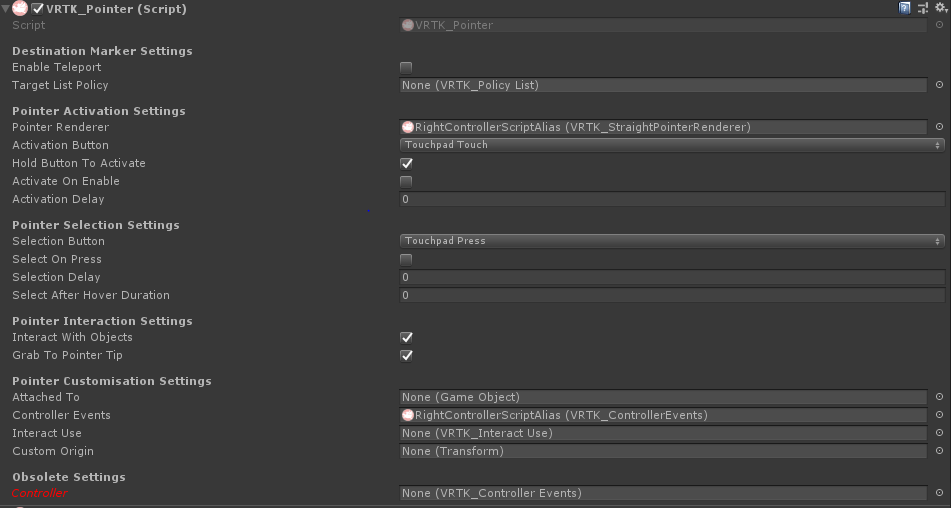 VRTK_Pointer (Script)
Script VRTK_Pointer
Destination Marker Settings
Enable Teleport
Target List Policy None (VRTK_Policy List)
Pointer Activation Settings
Pointer Renderer RightControllerScriptAlias (VRTK_StraightPointerRenderer)
Activation Button Touchpad Touch
Hold Button To Activate
Activate On Enable
Activation Delay 0
Pointer Selection Settings
Selection Button Touchpad Press
Select On Press
Selection Delay 0
Select After Hover Duration 0
Pointer Interaction Settings
Interact With Objects
Grab To Pointer Tip
Pointer Customisation Settings
Attached To None (Game Object)
Controller Events RightControllerScriptAlias (VRTK_ControllerEvents)
Interact Use None (VRTK_Interact Use)
Custom Origin None (Transform)
Obsolete Settings
Controller None (VRTK_Controller Events)